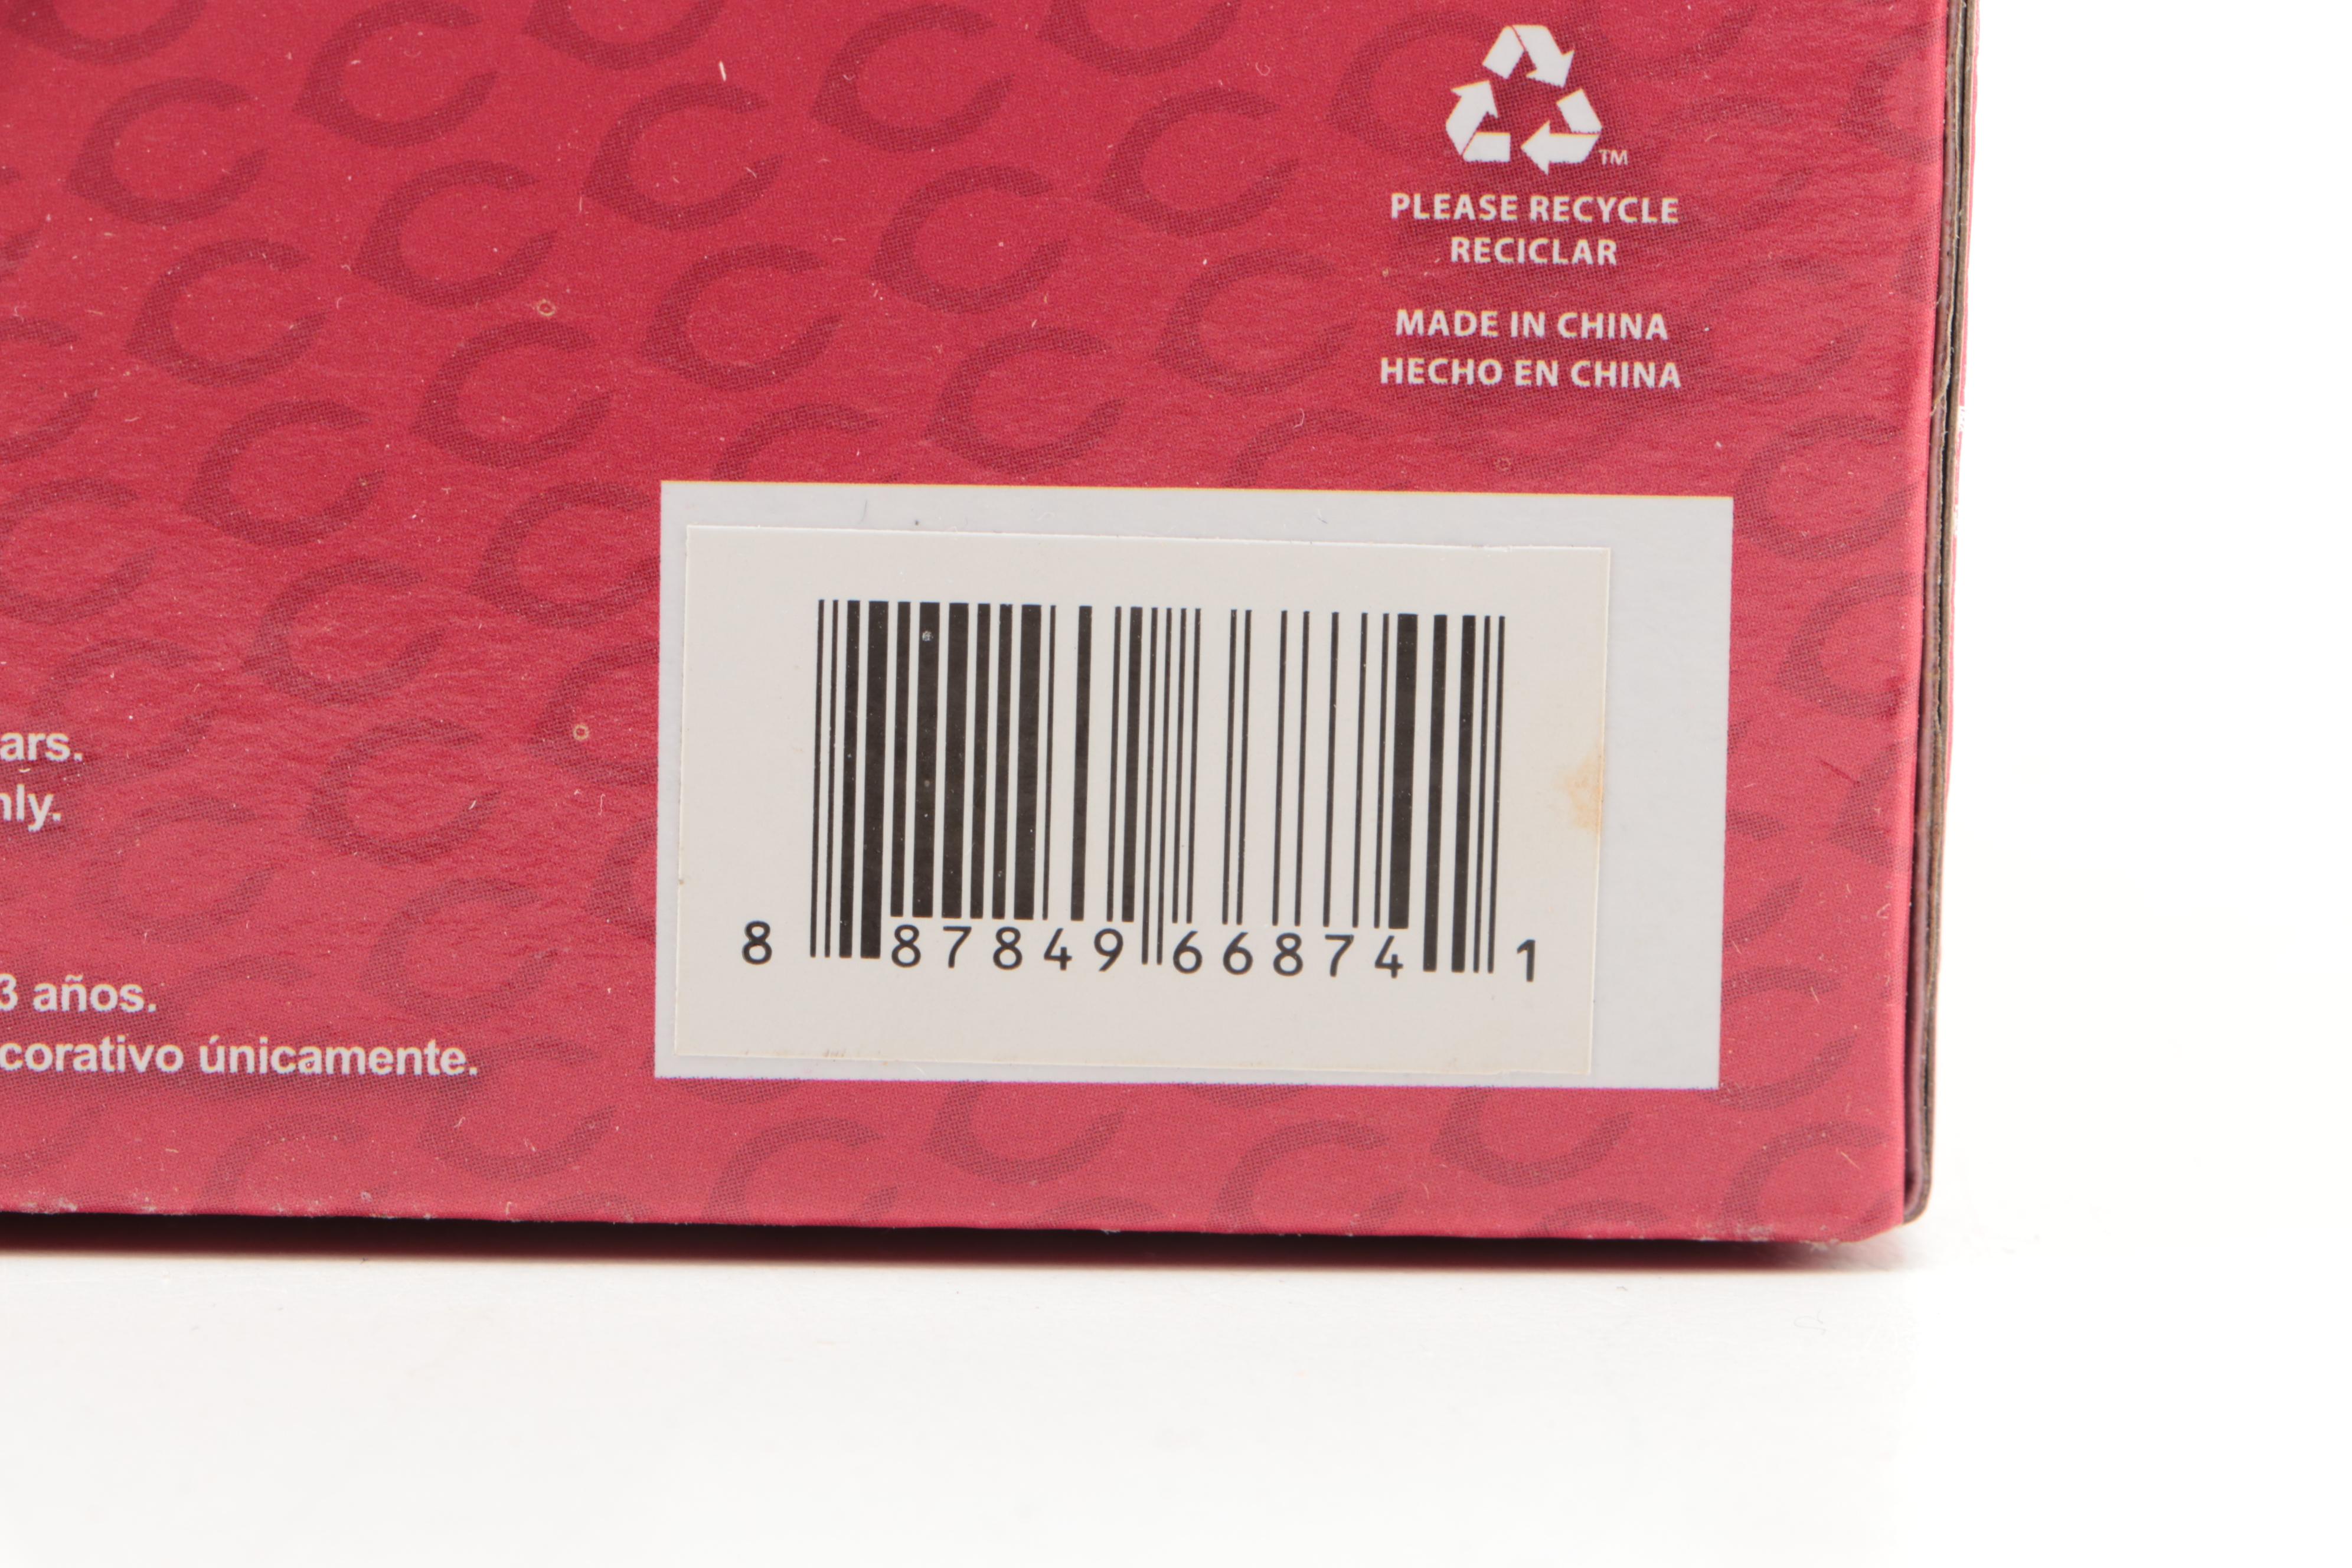 TM
PLEASE RECYCLE
RECICLAR
MADE IN CHINA
HECHO EN CHINA
ars.
nly.
3 años.
corativo únicamente.
8 87849 66874 1